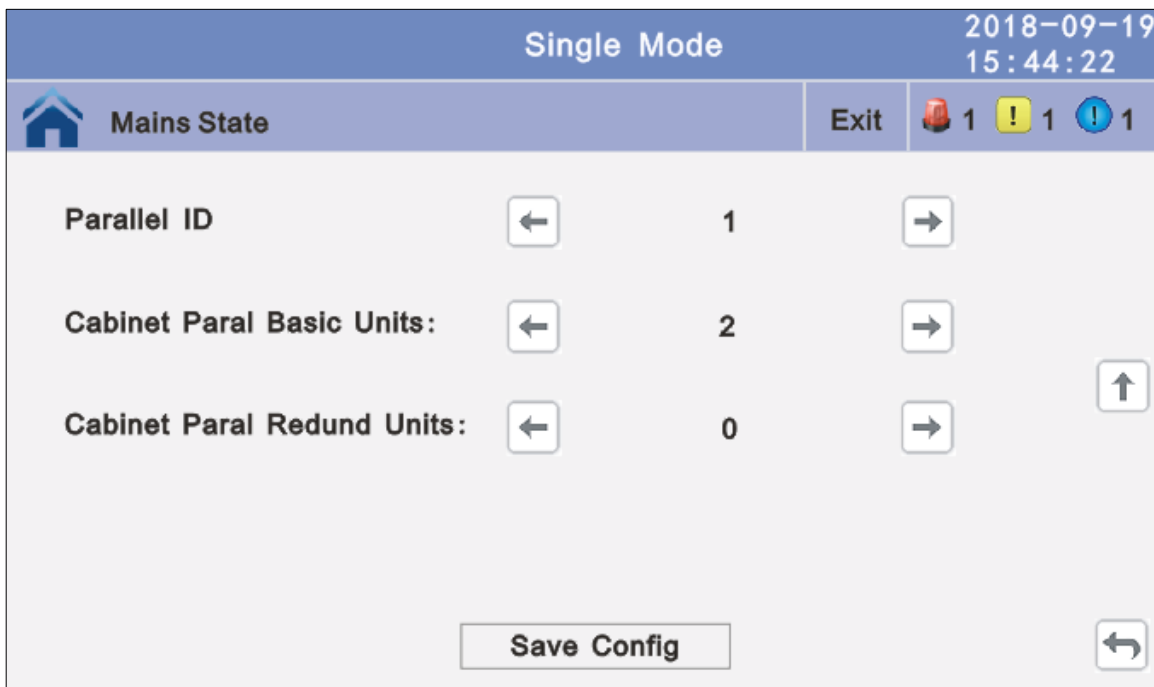 Single Mode
2018-09-19
15:44:22
Mains State
Exit
1
! 1
! 1
Parallel ID
1
Cabinet Paral Basic Units:
2
Cabinet Paral Redund Units:
0
Save Config